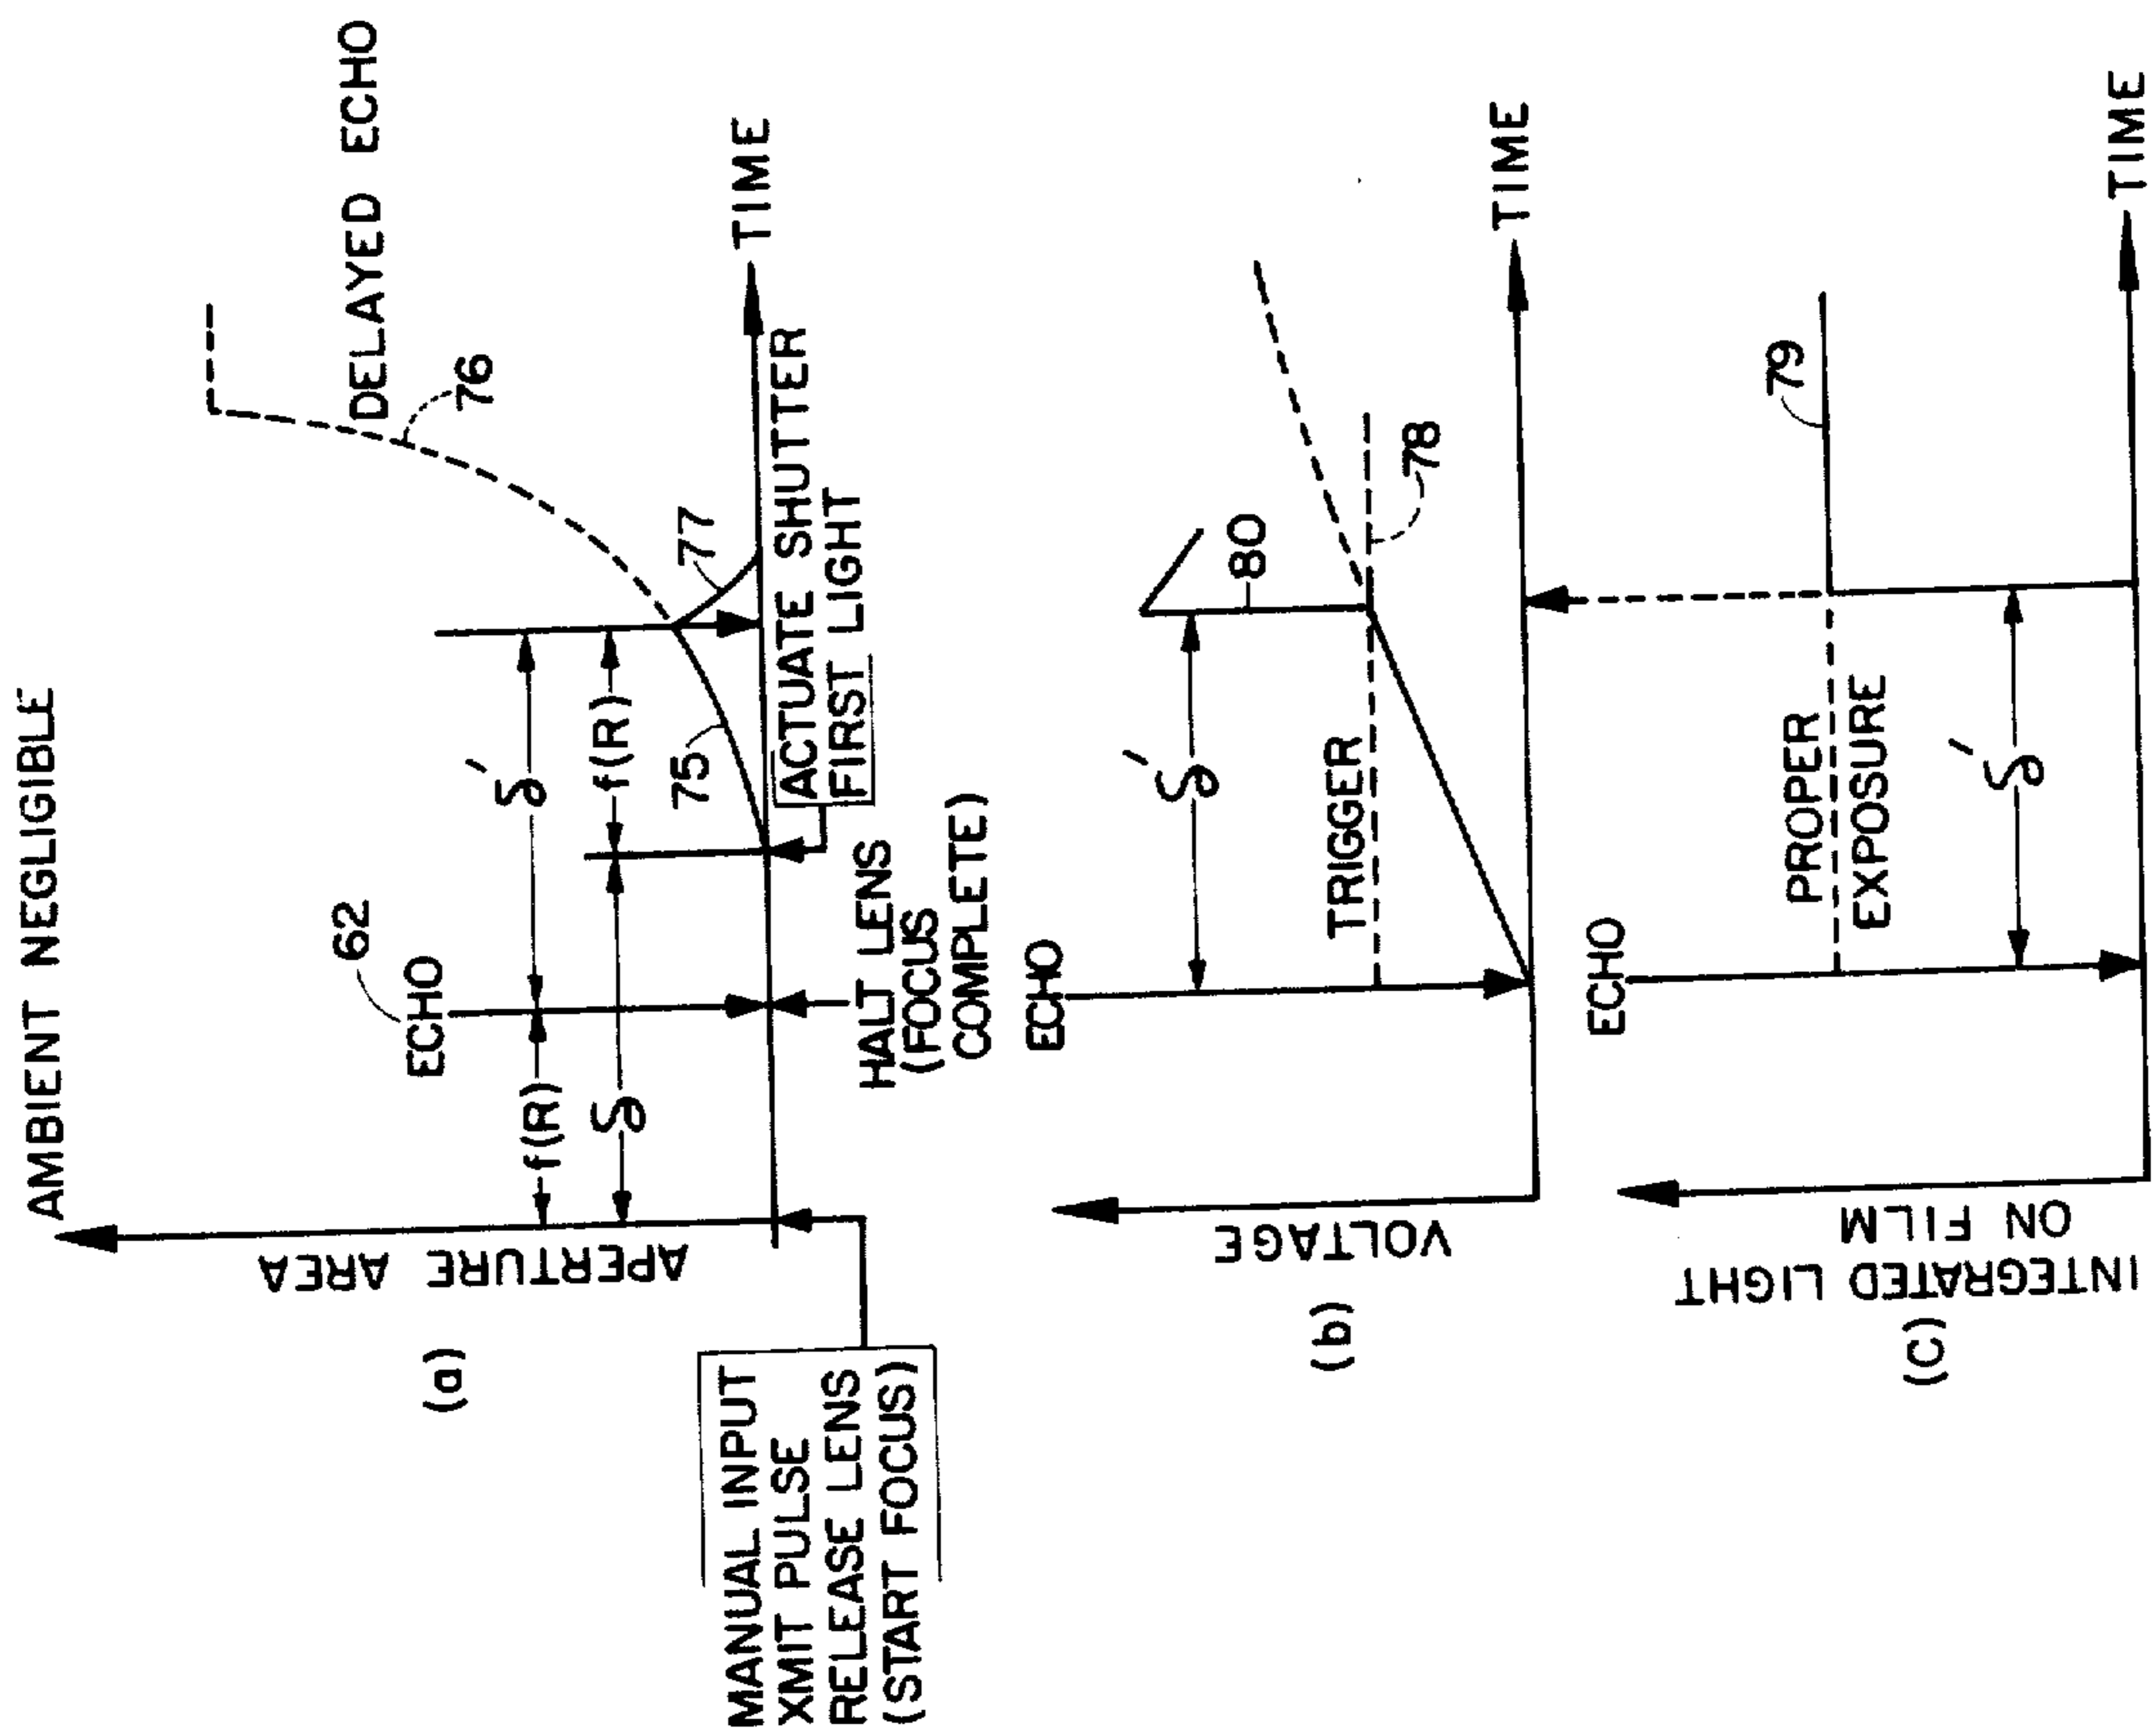 AMBIENT NEGLIGIBLE
DELAYED ECHO
(a)
APERTURE AREA
62
ECHO
f(R)
δ'
δ
f(R)
75
76
77
TIME
MANUAL INPUT
XMIT PULSE
RELEASE LENS
(START FOCUS)
HALT LENS
(FOCUS
COMPLETE)
ACTUATE SHUTTER
FIRST LIGHT
(b)
VOLTAGE
ECHO
δ'
TRIGGER
80
78
TIME
(C)
INTEGRATED LIGHT
ON FILM
ECHO
PROPER
EXPOSURE
δ'
79
TIME